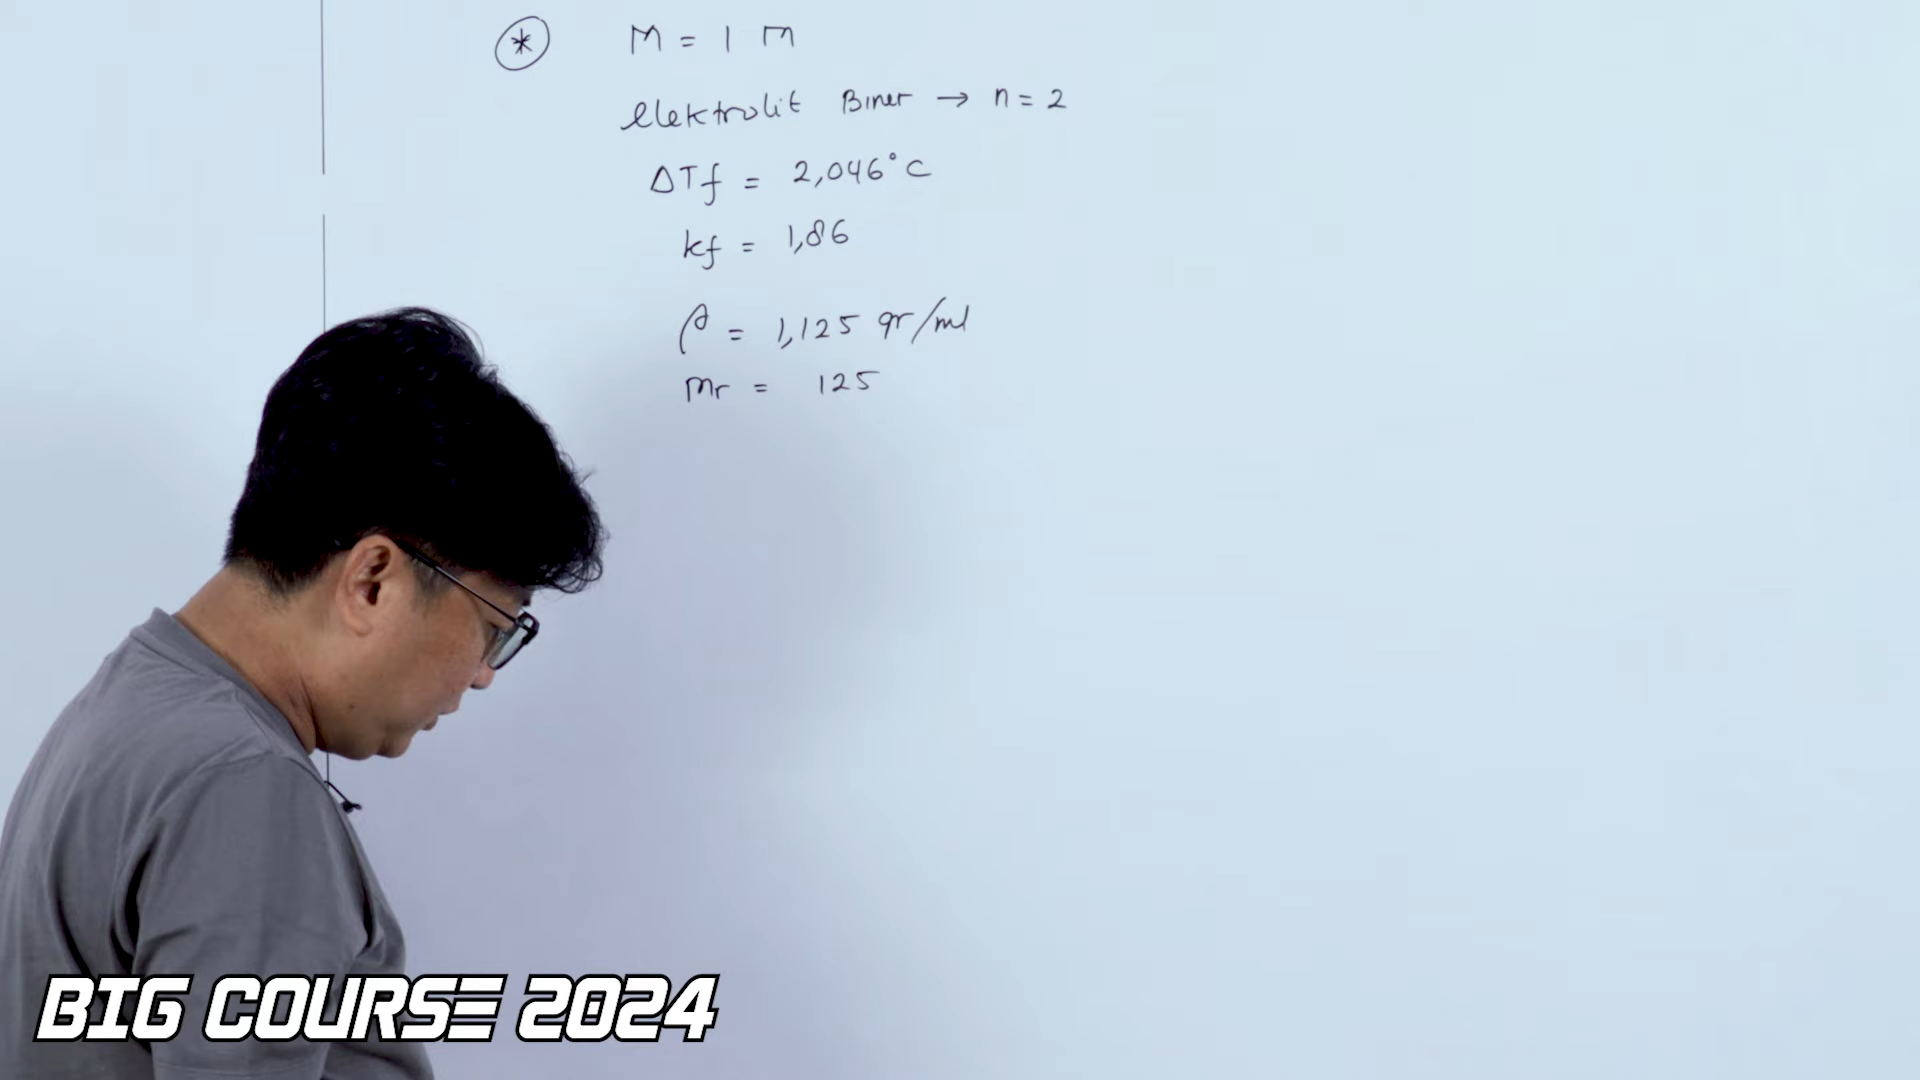 * M = 1 M
elektrolit Biner → n = 2
ΔTf = 2,046°C
kf = 1,86
ρ = 1,125 gr/ml
Mr = 125
BIG COURSE 2024